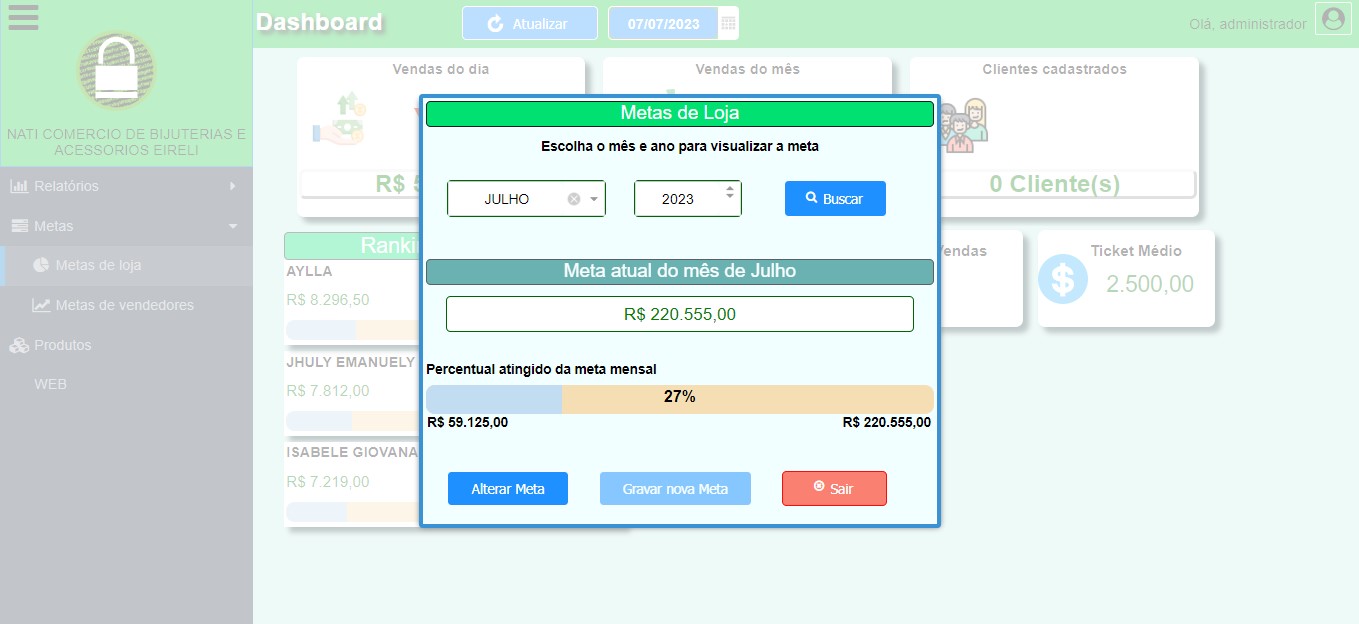 Dashboard
Atualizar
07/07/2023
Olá, administrador
NATI COMERCIO DE BIJUTERIAS E
ACESSORIOS EIRELI
Relatórios
Metas
Metas de loja
Metas de vendedores
Produtos
WEB
Vendas do dia
Vendas do mês
Clientes cadastrados
R$ 5
0 Cliente(s)
Ranki
AYLLA
R$ 8.296,50
JHULY EMANUELY
R$ 7.812,00
ISABELE GIOVANA
R$ 7.219,00
Vendas
Ticket Médio
2.500,00
Metas de Loja
Escolha o mês e ano para visualizar a meta
JULHO
2023
Buscar
Meta atual do mês de Julho
R$ 220.555,00
Percentual atingido da meta mensal
27%
R$ 59.125,00
R$ 220.555,00
Alterar Meta
Gravar nova Meta
Sair